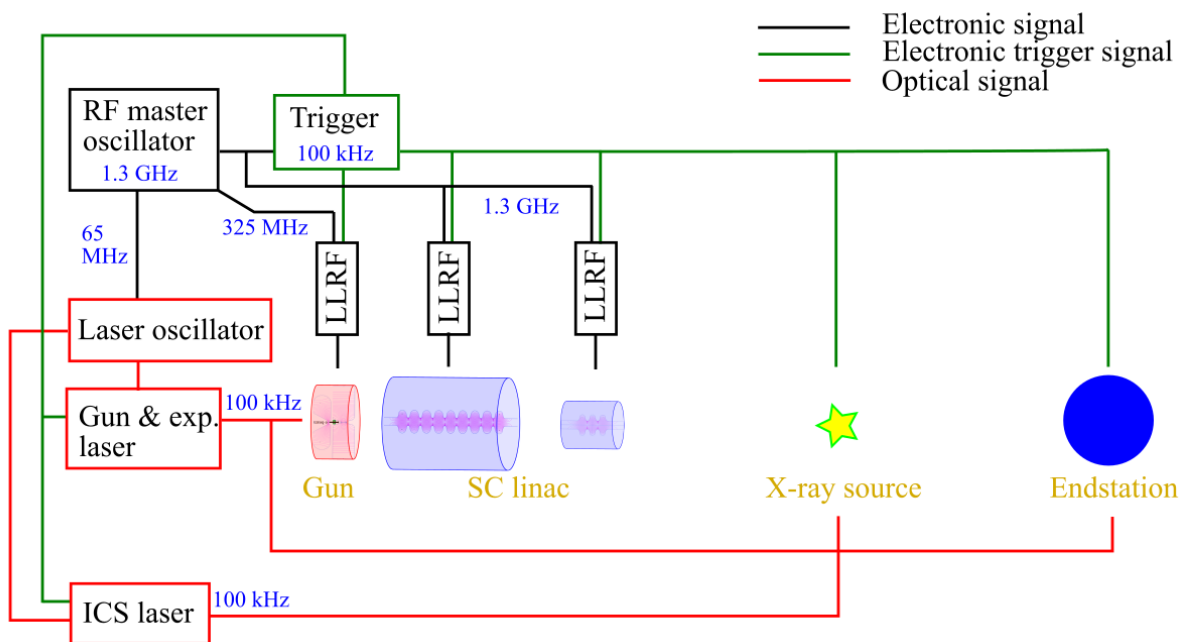 Electronic signal
Electronic trigger signal
Optical signal
RF master
oscillator
1.3 GHz
Trigger
100 kHz
65
MHz
325 MHz
1.3 GHz
LLRF
LLRF
LLRF
Laser oscillator
Gun & exp.
laser
100 kHz
Gun
SC linac
X-ray source
Endstation
ICS laser
100 kHz